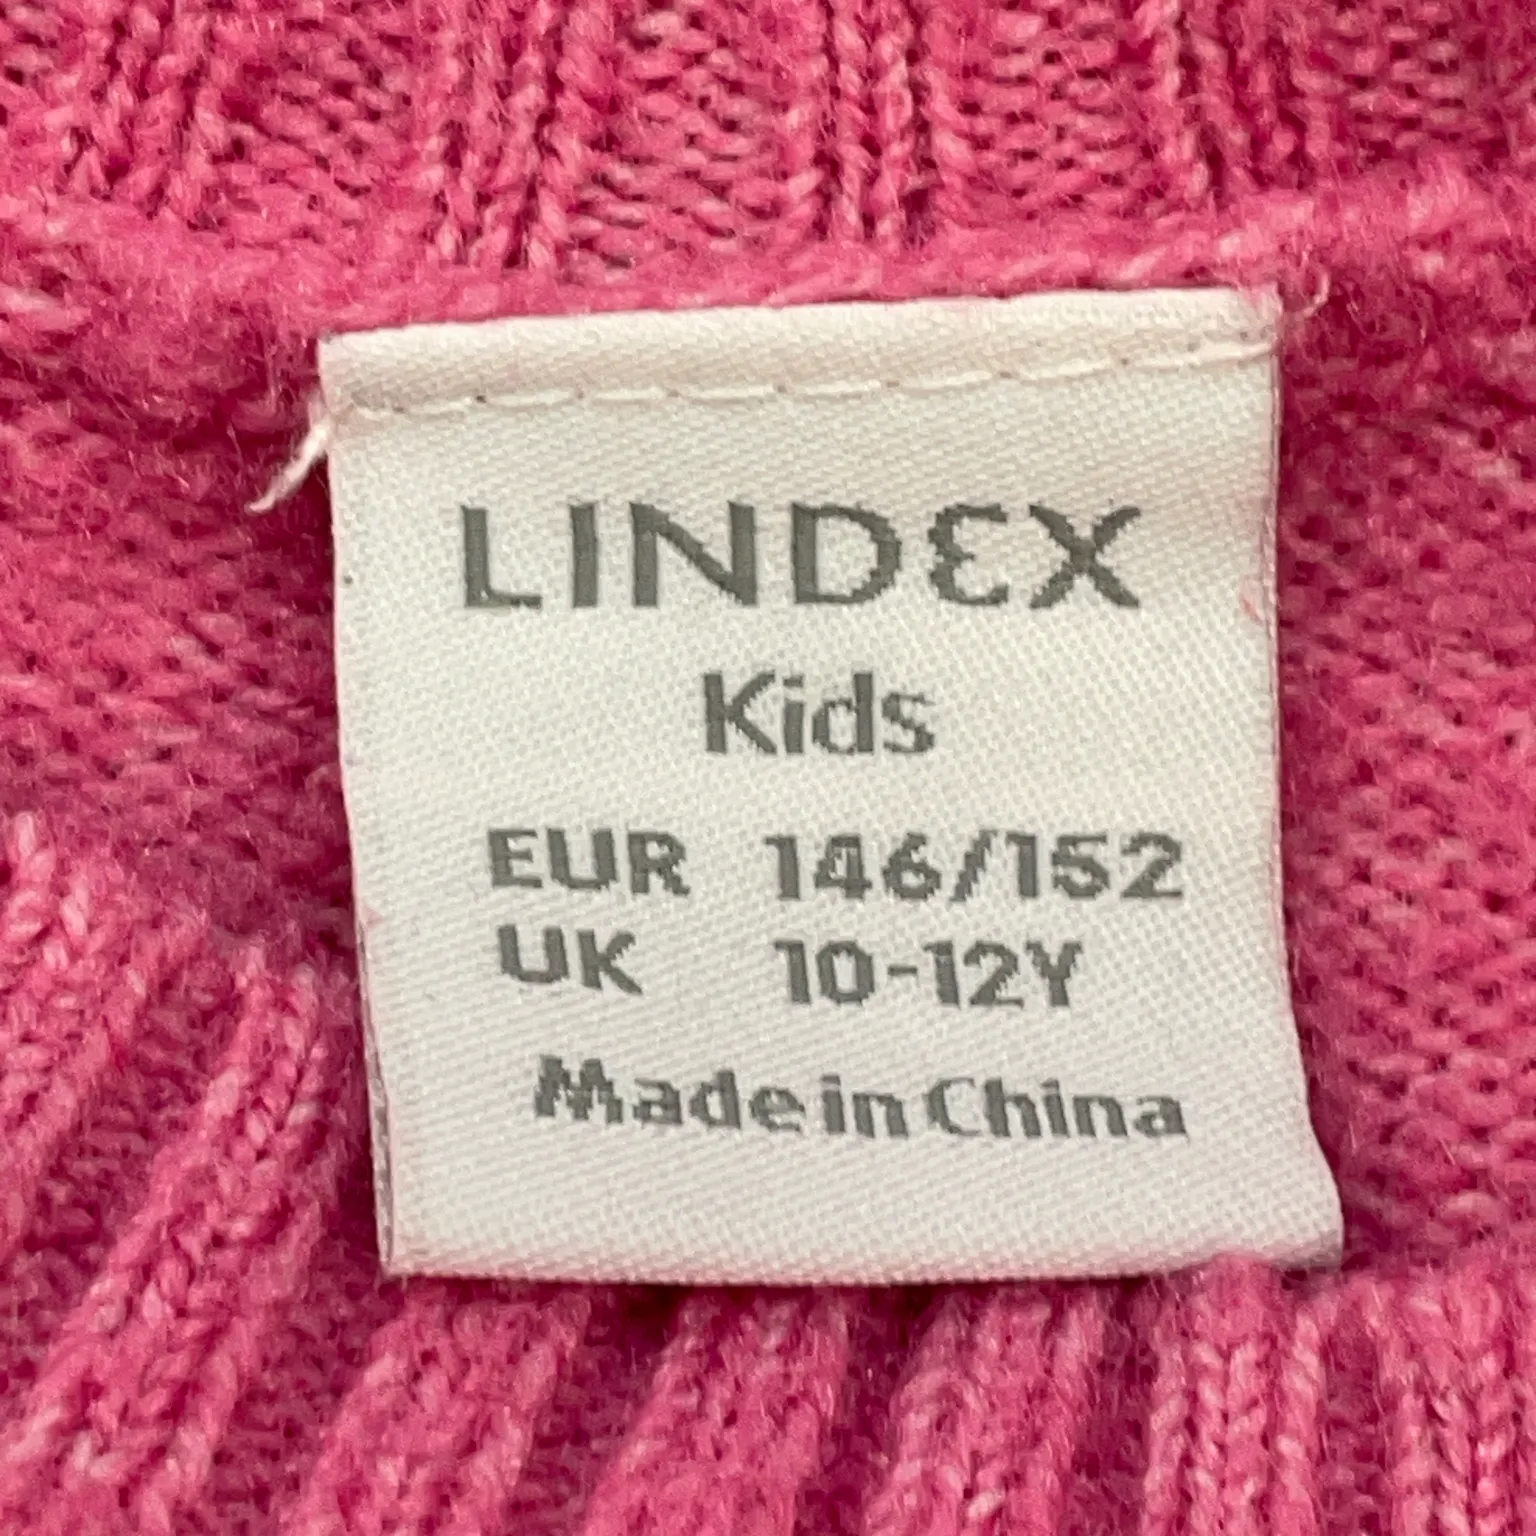 LINDEX
Kids
EUR 146/152
UK 10-12Y
Made in China